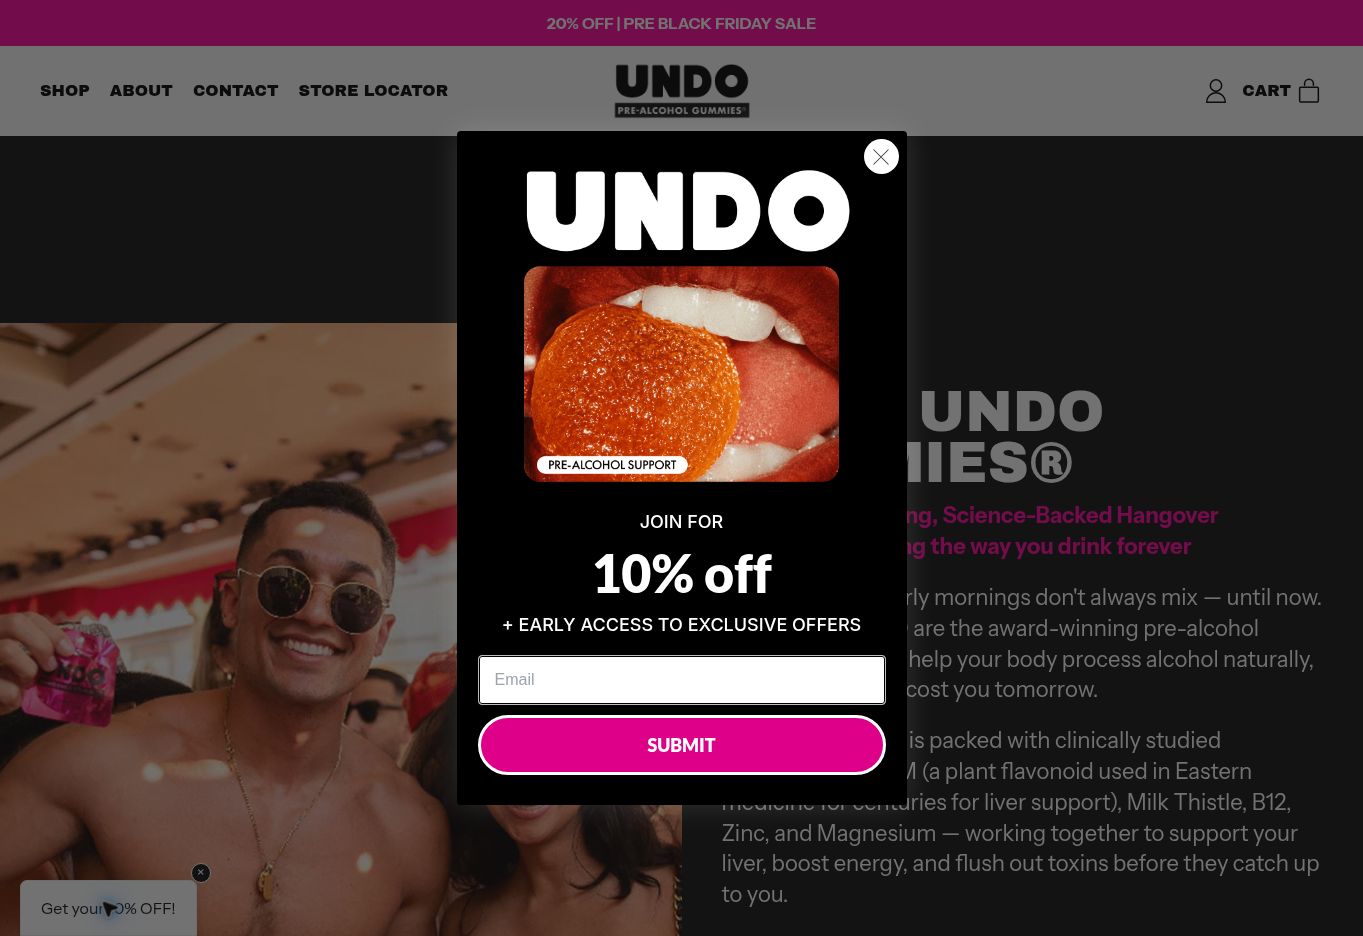 20% OFF | PRE BLACK FRIDAY SALE
SHOP ABOUT CONTACT STORE LOCATOR
UNDO
PRE-ALCOHOL GUMMIES
CART
UNDO
PRE-ALCOHOL SUPPORT
JOIN FOR
10% off
+ EARLY ACCESS TO EXCLUSIVE OFFERS
Email
SUBMIT
UNDO
UNDO
Science-Backed Hangover
the way you drink forever
mornings don't always mix — until now.
are the award-winning pre-alcohol
help your body process alcohol naturally,
cost you tomorrow.
is packed with clinically studied
(a plant flavonoid used in Eastern
medicine for centuries for liver support), Milk Thistle, B12,
Zinc, and Magnesium — working together to support your
liver, boost energy, and flush out toxins before they catch up
to you.
Get your OFF!